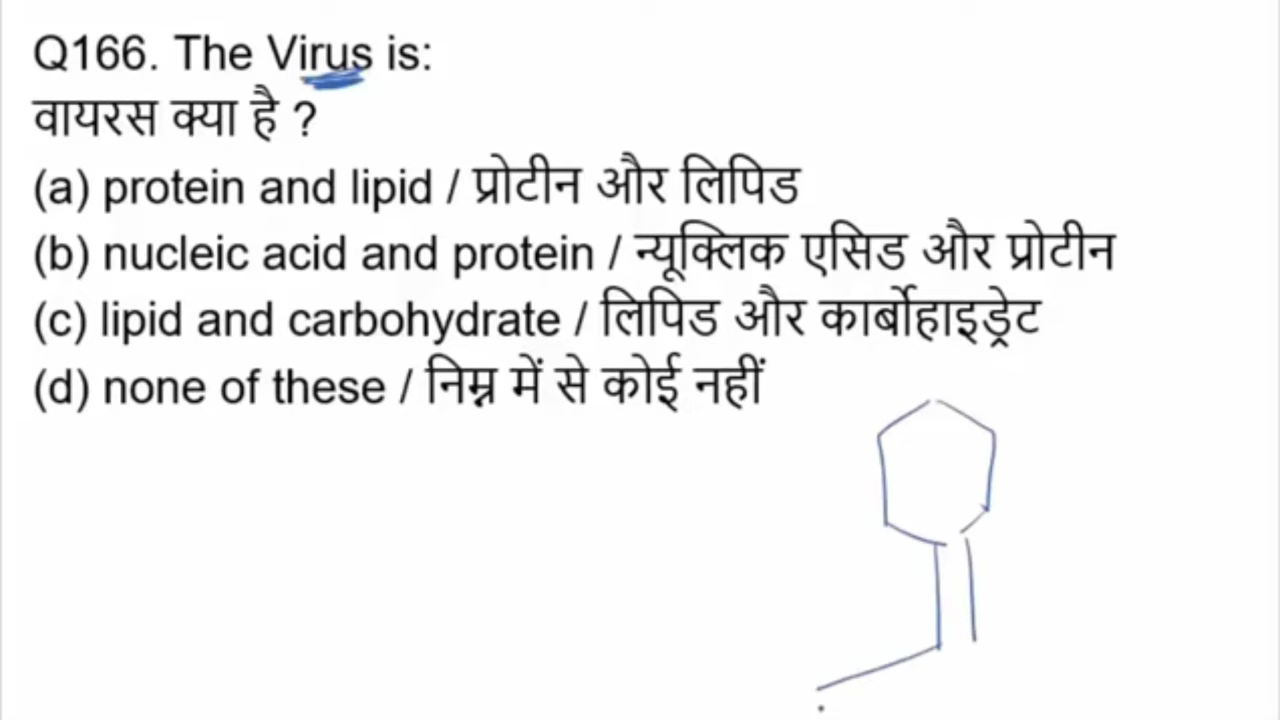 Q166. The Virus is:
वायरस क्या है ?
(a) protein and lipid / प्रोटीन और लिपिड
(b) nucleic acid and protein / न्यूक्लिक एसिड और प्रोटीन
(c) lipid and carbohydrate / लिपिड और कार्बोहाइड्रेट
(d) none of these / निम्न में से कोई नहीं